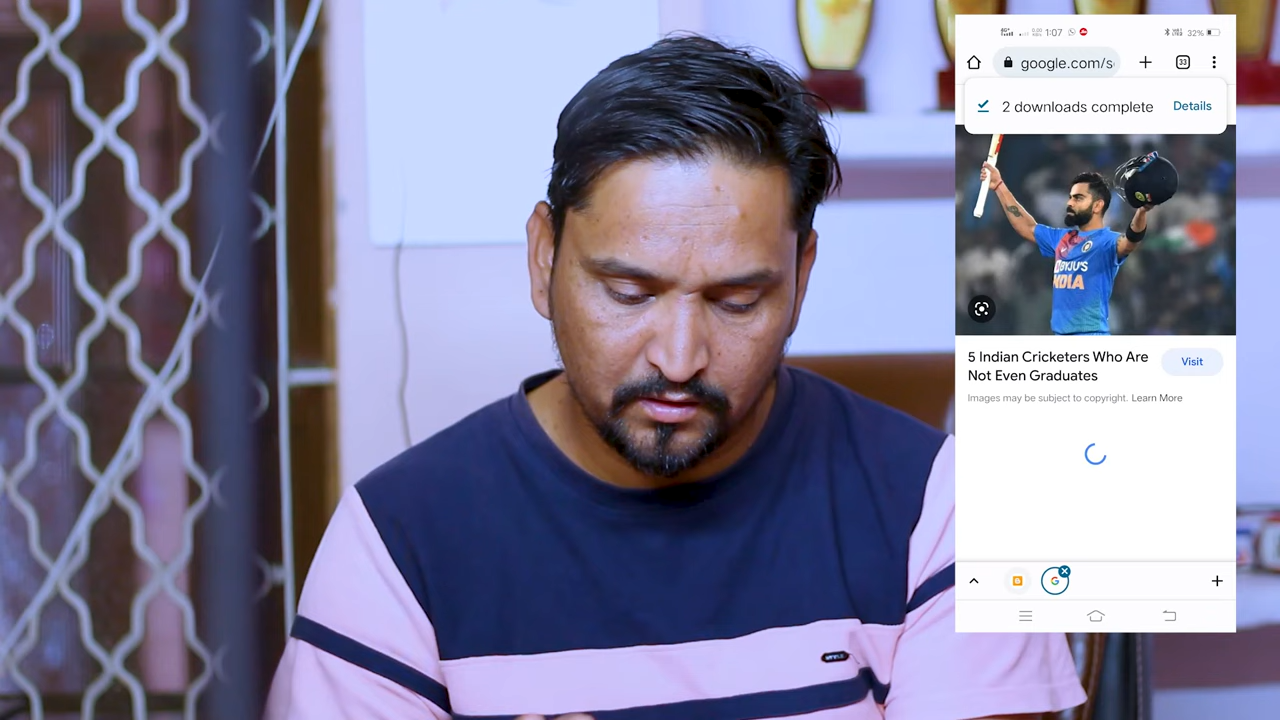 1:07
32%
google.com/s
33
2 downloads complete
Details
BYJU'S
INDIA
5 Indian Cricketers Who Are
Not Even Graduates
Visit
Images may be subject to copyright. Learn More